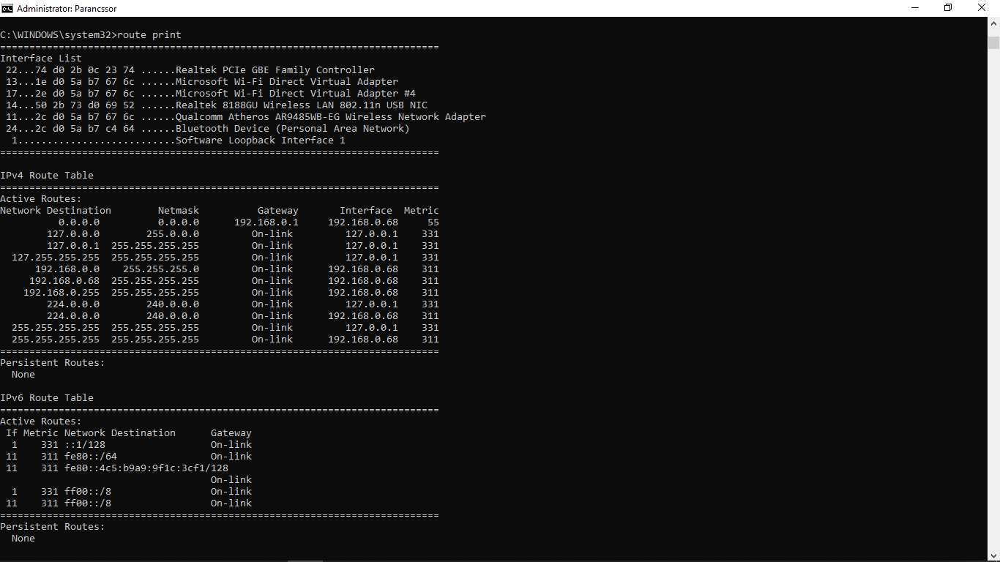 Administrator: Parancssor
C:\WINDOWS\system32>route print
===========================================================================
Interface List
 22...74 d0 2b 0c 23 74 ......Realtek PCIe GBE Family Controller
 13...1e d0 5a b7 67 6c ......Microsoft Wi-Fi Direct Virtual Adapter
 17...2e d0 5a b7 67 6c ......Microsoft Wi-Fi Direct Virtual Adapter #4
 14...50 2b 73 d0 69 52 ......Realtek 8188GU Wireless LAN 802.11n USB NIC
 11...2c d0 5a b7 67 6c ......Qualcomm Atheros AR9485WB-EG Wireless Network Adapter
 24...2c d0 5a b7 c4 64 ......Bluetooth Device (Personal Area Network)
  1...........................Software Loopback Interface 1
===========================================================================
IPv4 Route Table
===========================================================================
Active Routes:
Network Destination        Netmask          Gateway       Interface  Metric
          0.0.0.0          0.0.0.0      192.168.0.1     192.168.0.68     55
        127.0.0.0        255.0.0.0         On-link         127.0.0.1    331
        127.0.0.1  255.255.255.255         On-link         127.0.0.1    331
  127.255.255.255  255.255.255.255         On-link         127.0.0.1    331
      192.168.0.0    255.255.255.0         On-link      192.168.0.68    311
     192.168.0.68  255.255.255.255         On-link      192.168.0.68    311
    192.168.0.255  255.255.255.255         On-link      192.168.0.68    311
        224.0.0.0        240.0.0.0         On-link         127.0.0.1    331
        224.0.0.0        240.0.0.0         On-link      192.168.0.68    311
  255.255.255.255  255.255.255.255         On-link         127.0.0.1    331
  255.255.255.255  255.255.255.255         On-link      192.168.0.68    311
===========================================================================
Persistent Routes:
  None
IPv6 Route Table
===========================================================================
Active Routes:
 If Metric Network Destination      Gateway
  1    331 ::1/128                  On-link
 11    311 fe80::/64                On-link
 11    311 fe80::4c5:b9a9:9f1c:3cf1/128
                                    On-link
  1    331 ff00::/8                 On-link
 11    311 ff00::/8                 On-link
===========================================================================
Persistent Routes:
  None